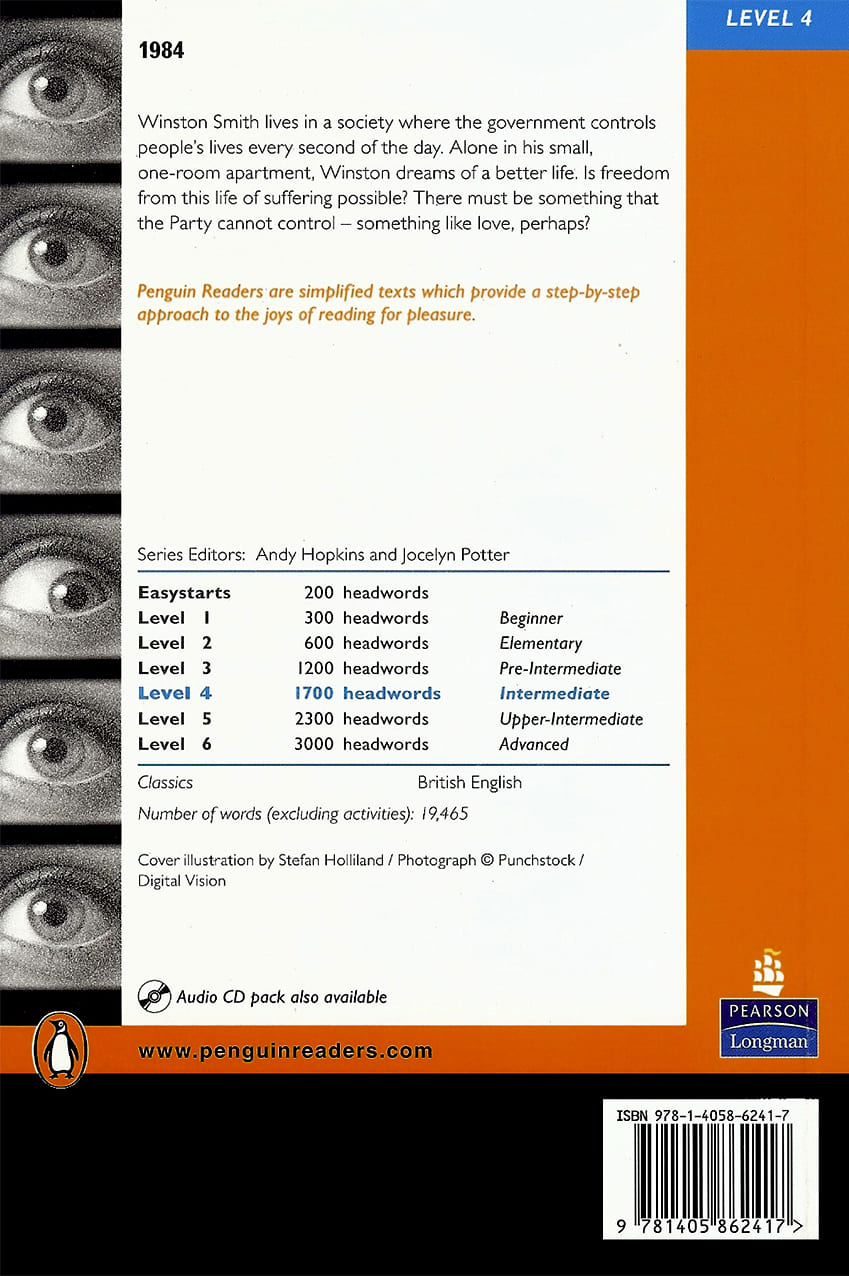 LEVEL 4
1984
Winston Smith lives in a society where the government controls
people's lives every second of the day. Alone in his small,
one-room apartment, Winston dreams of a better life. Is freedom
from this life of suffering possible? There must be something that
the Party cannot control – something like love, perhaps?
Penguin Readers are simplified texts which provide a step-by-step
approach to the joys of reading for pleasure.
Series Editors: Andy Hopkins and Jocelyn Potter
Easystarts 200 headwords
Level 1 300 headwords Beginner
Level 2 600 headwords Elementary
Level 3 1200 headwords Pre-Intermediate
Level 4 1700 headwords Intermediate
Level 5 2300 headwords Upper-Intermediate
Level 6 3000 headwords Advanced
Classics British English
Number of words (excluding activities): 19,465
Cover illustration by Stefan Holliland / Photograph © Punchstock /
Digital Vision
Audio CD pack also available
www.penguinreaders.com
PEARSON
Longman
ISBN 978-1-4058-6241-7
9 781405 862417 >